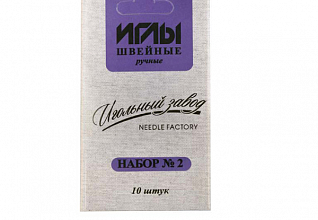 ИГЛЫ
ШВЕЙНЫЕ
ручные
Игольный завод
NEEDLE FACTORY
НАБОР № 2
10 штук